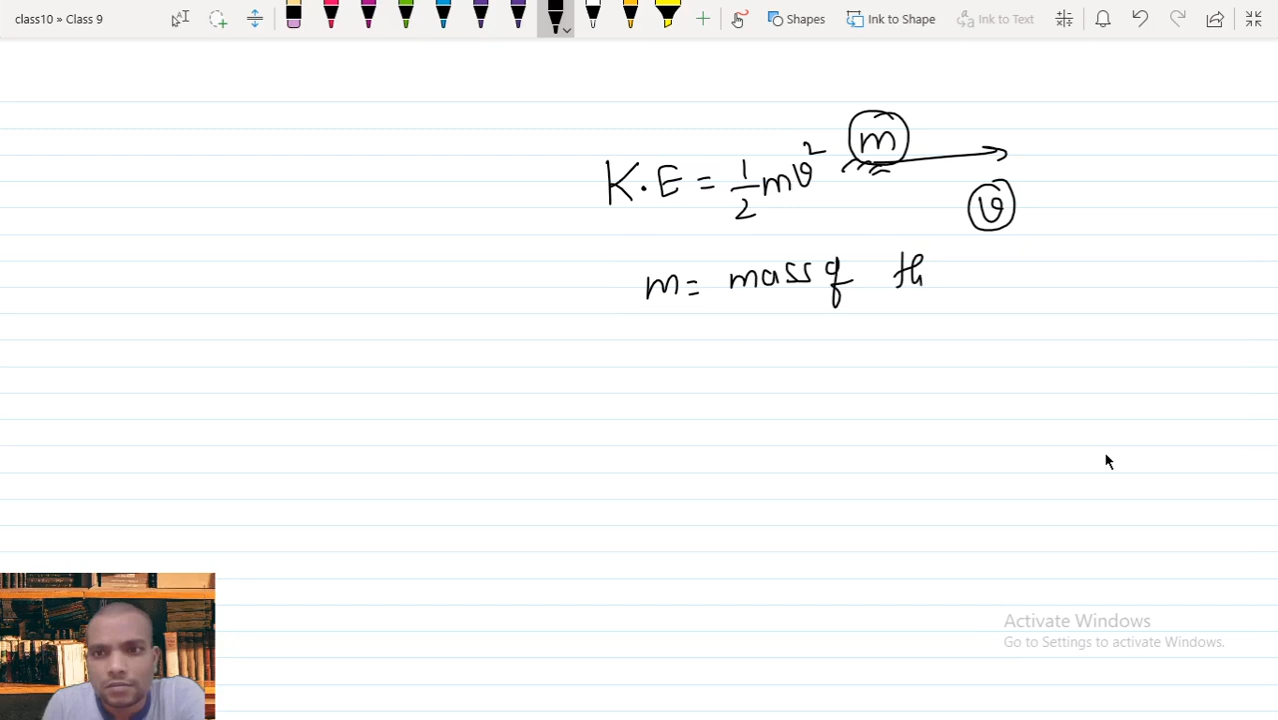 class10 » Class 9
Shapes
Ink to Shape
Ink to Text
m
K.E = 1/2 mv²
v
m = mass of th
Activate Windows
Go to Settings to activate Windows.